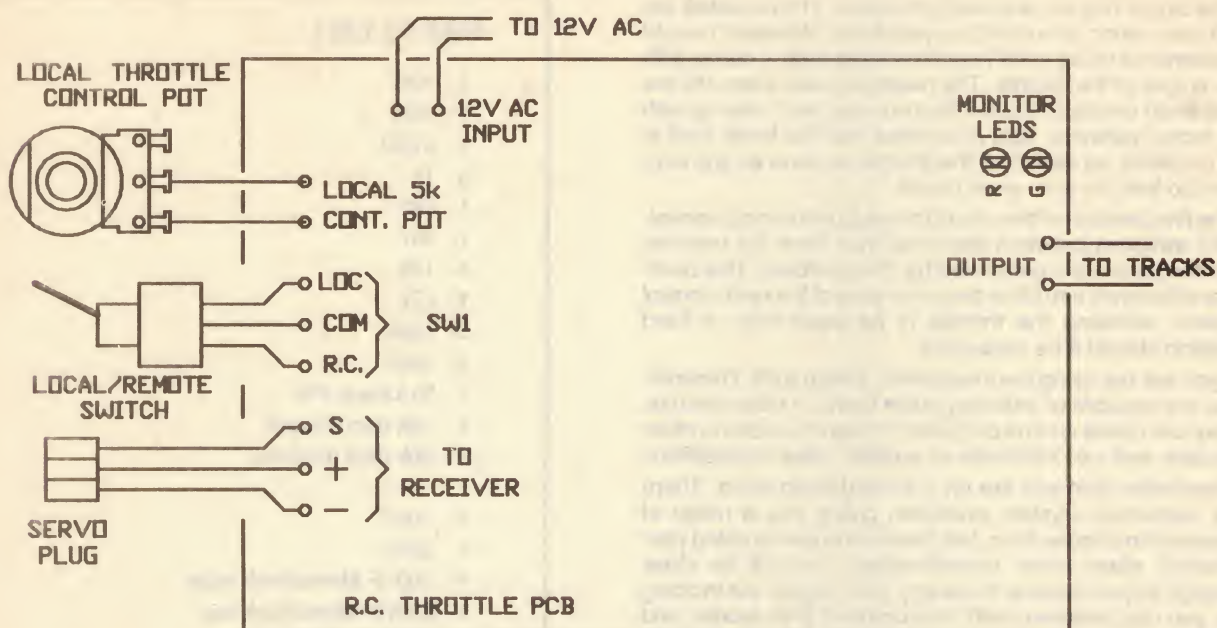 TO 12V AC
LOCAL THROTTLE
CONTROL POT
12V AC
INPUT
MONITOR
LEDS
R G
LOCAL 5k
CONT. POT
OUTPUT
TO TRACKS
LOC
COM
R.C.
SW1
LOCAL/REMOTE
SWITCH
S
+
−
TO
RECEIVER
SERVO
PLUG
R.C. THROTTLE PCB